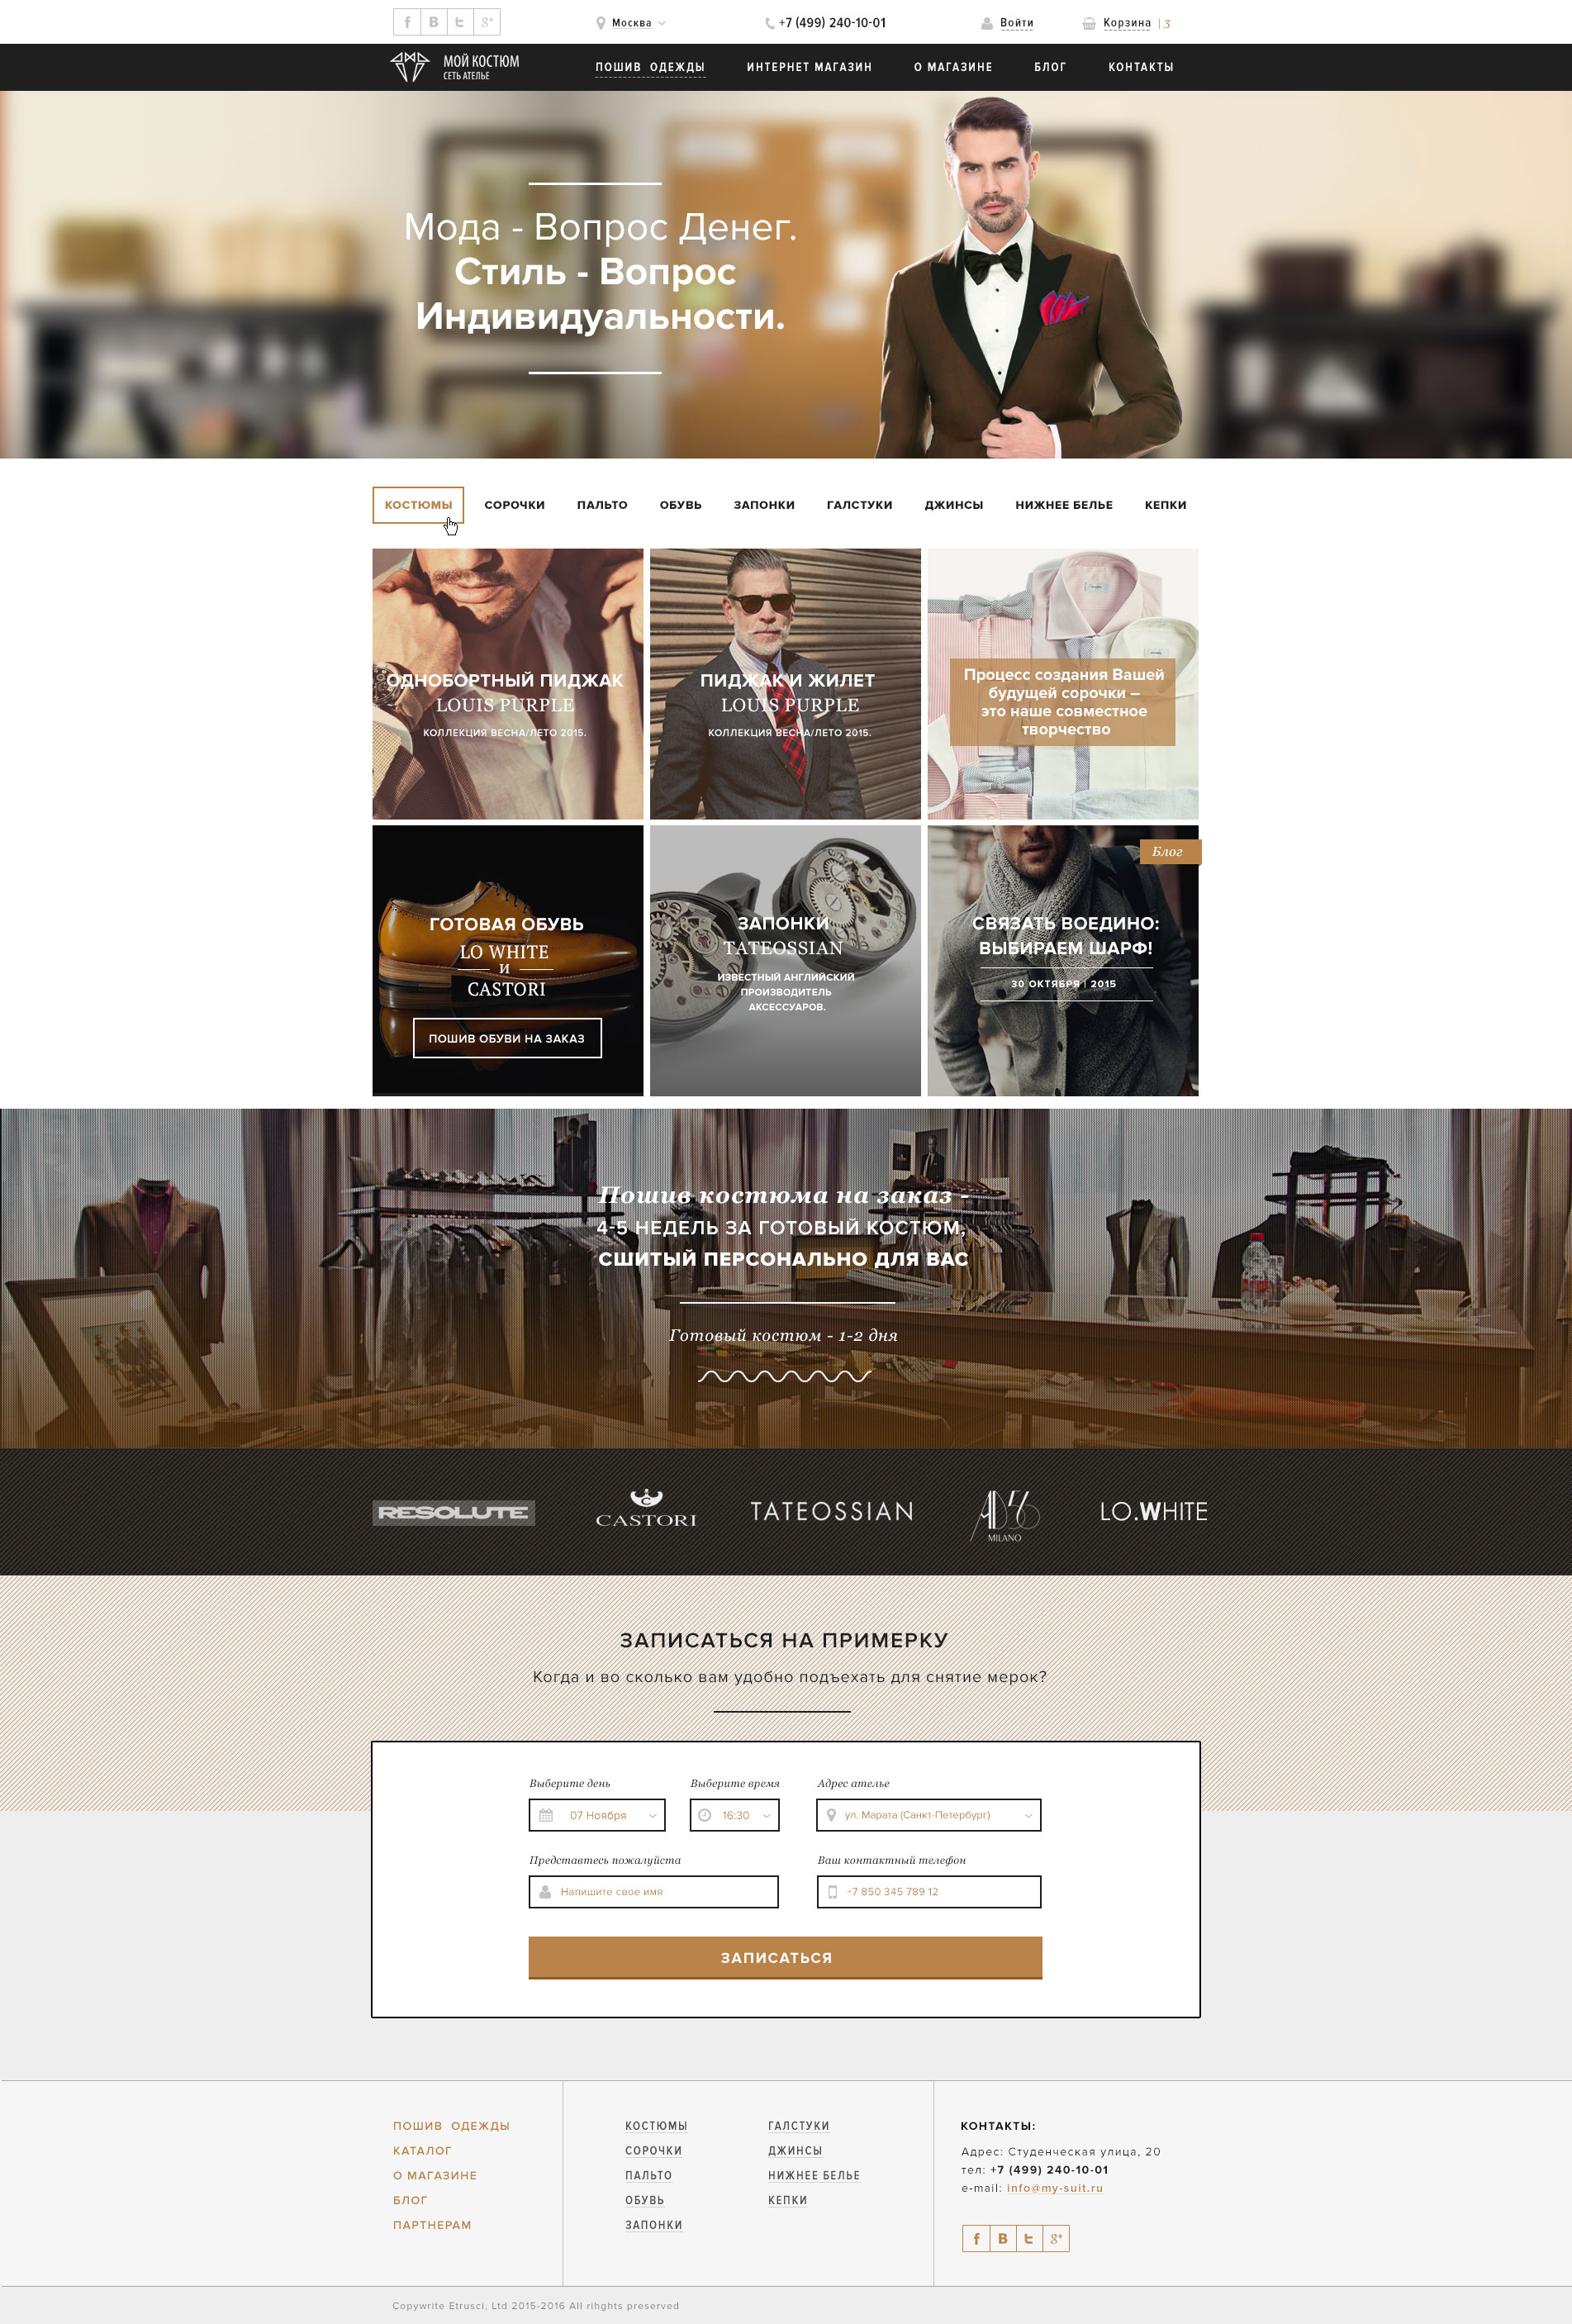 Москва
+7 (499) 240-10-01
Войти
Корзина | 3
МОЙ КОСТЮМ
СЕТЬ АТЕЛЬЕ
ПОШИВ ОДЕЖДЫ
ИНТЕРНЕТ МАГАЗИН
О МАГАЗИНЕ
БЛОГ
КОНТАКТЫ
Мода - Вопрос Денег.
Стиль - Вопрос
Индивидуальности.
КОСТЮМЫ
СОРОЧКИ
ПАЛЬТО
ОБУВЬ
ЗАПОНКИ
ГАЛСТУКИ
ДЖИНСЫ
НИЖНЕЕ БЕЛЬЕ
КЕПКИ
ОДНОБОРТНЫЙ ПИДЖАК
LOUIS PURPLE
КОЛЛЕКЦИЯ ВЕСНА/ЛЕТО 2015.
ПИДЖАК И ЖИЛЕТ
LOUIS PURPLE
КОЛЛЕКЦИЯ ВЕСНА/ЛЕТО 2015.
Процесс создания Вашей
будущей сорочки –
это наше совместное
творчество
ГОТОВАЯ ОБУВЬ
LO WHITE
И
CASTORI
ПОШИВ ОБУВИ НА ЗАКАЗ
ЗАПОНКИ
TATEOSSIAN
ИЗВЕСТНЫЙ АНГЛИЙСКИЙ
ПРОИЗВОДИТЕЛЬ
АКСЕССУАРОВ.
Блог
СВЯЗАТЬ ВОЕДИНО:
ВЫБИРАЕМ ШАРФ!
30 ОКТЯБРЯ | 2015
Пошив костюма на заказ -
4-5 НЕДЕЛЬ ЗА ГОТОВЫЙ КОСТЮМ,
СШИТЫЙ ПЕРСОНАЛЬНО ДЛЯ ВАС
Готовый костюм - 1-2 дня
RESOLUTE
CASTORI
TATEOSSIAN
AD56
MILANO
LO.WHITE
ЗАПИСАТЬСЯ НА ПРИМЕРКУ
Когда и во сколько вам удобно подъехать для снятие мерок?
Выберите день
Выберите время
Адрес ателье
07 Ноября
16:30
ул. Марата (Санкт-Петербург)
Представтесь пожалуйста
Ваш контактный телефон
Напишите свое имя
+7 850 345 789 12
ЗАПИСАТЬСЯ
ПОШИВ ОДЕЖДЫ
КАТАЛОГ
О МАГАЗИНЕ
БЛОГ
ПАРТНЕРАМ
КОСТЮМЫ
СОРОЧКИ
ПАЛЬТО
ОБУВЬ
ЗАПОНКИ
ГАЛСТУКИ
ДЖИНСЫ
НИЖНЕЕ БЕЛЬЕ
КЕПКИ
КОНТАКТЫ:
Адрес: Студенческая улица, 20
тел: +7 (499) 240-10-01
e-mail: info@my-suit.ru
f B t g+
Copywrite Etrusci, Ltd 2015-2016 All rihghts preserved